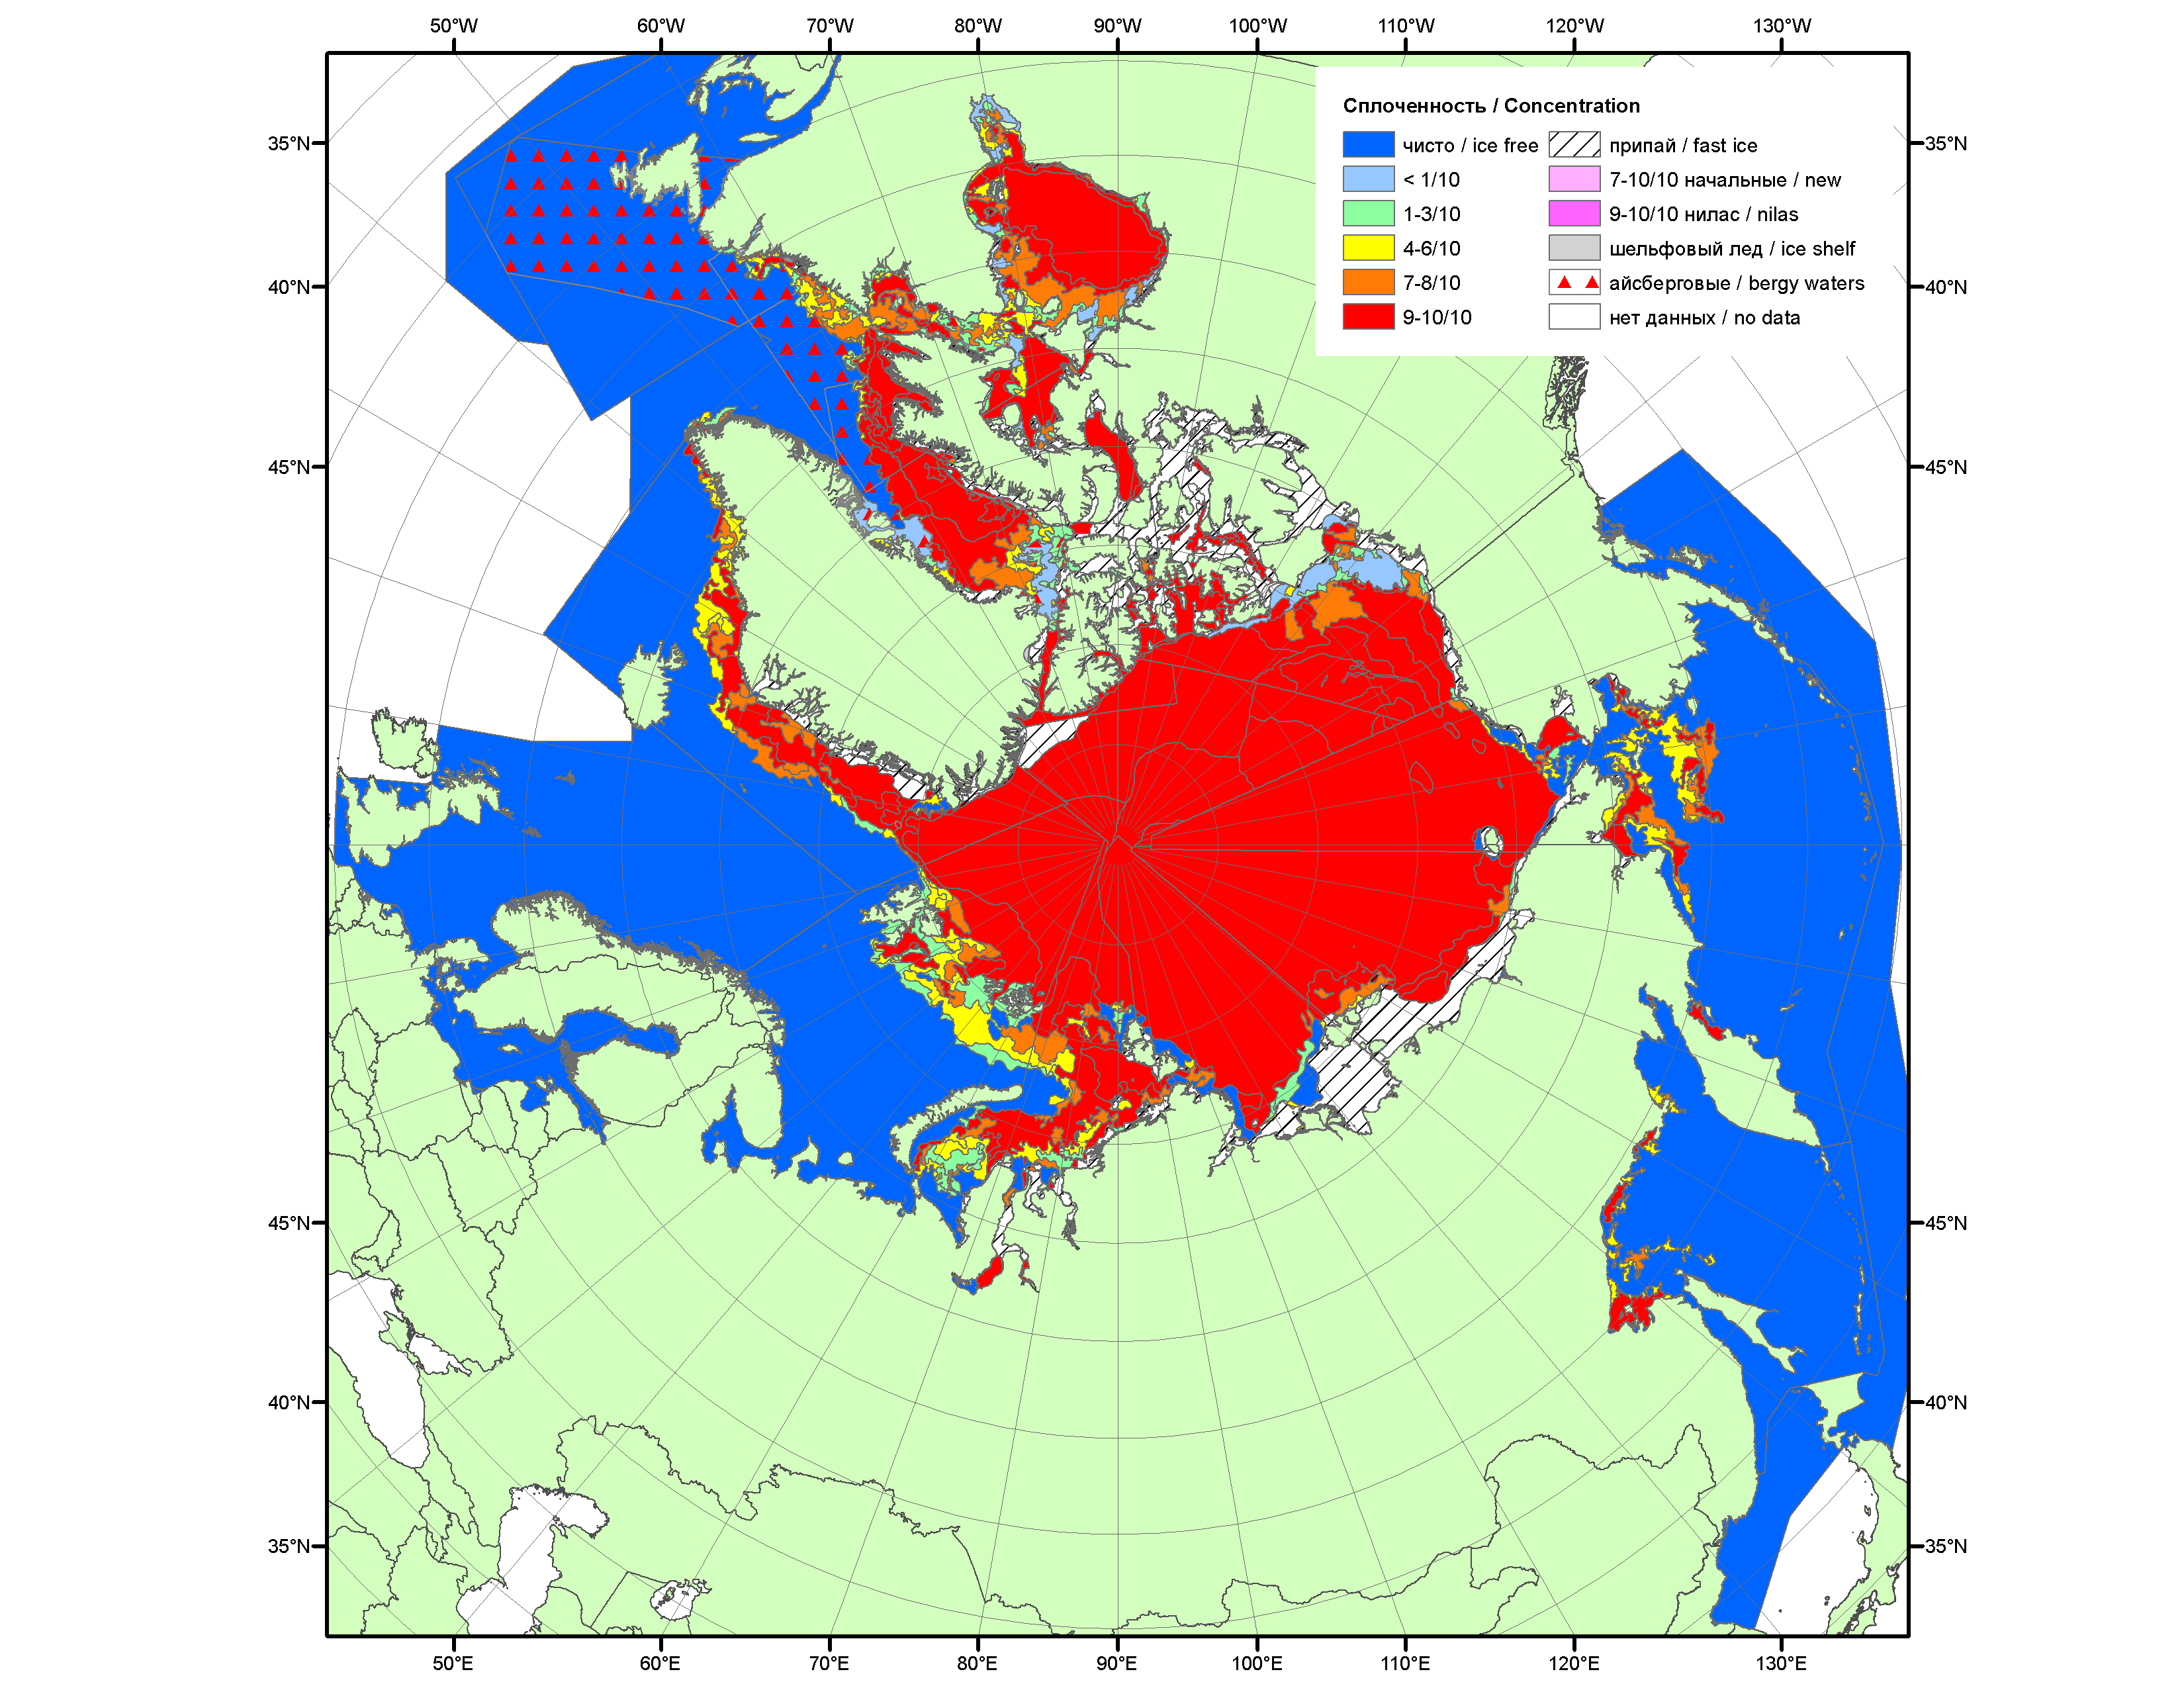 50°W 60°W 70°W 80°W 90°W 100°W 110°W 120°W 130°W
Сплоченность / Concentration
чисто / ice free
< 1/10
1-3/10
4-6/10
7-8/10
9-10/10
припай / fast ice
7-10/10 начальные / new
9-10/10 нилас / nilas
шельфовый лед / ice shelf
айсберговые / bergy waters
нет данных / no data
35°N 35°N
40°N 40°N
45°N 45°N
45°N 45°N
40°N 40°N
35°N 35°N
50°E 60°E 70°E 80°E 90°E 100°E 110°E 120°E 130°E